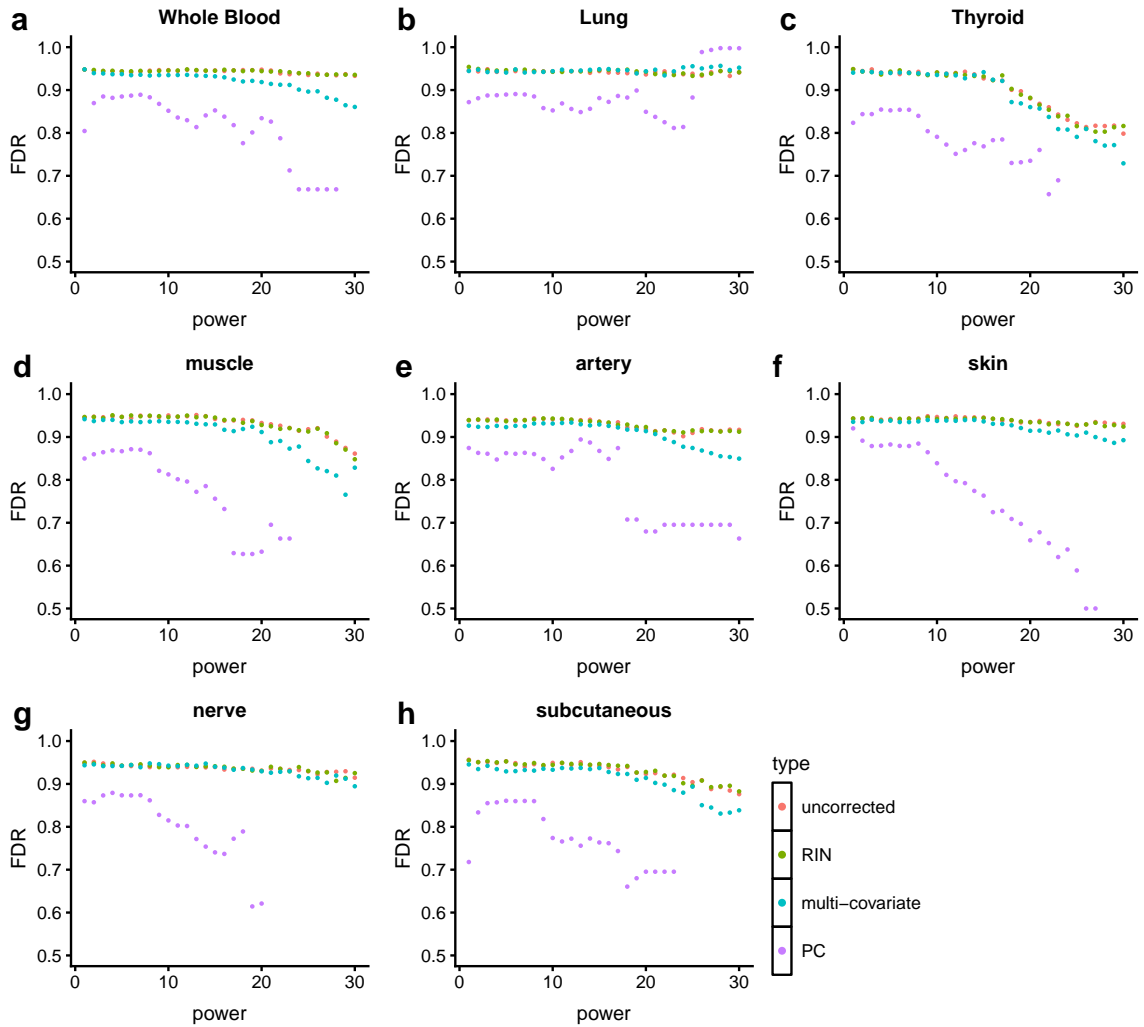 a Whole Blood
1.0
0.9
0.8
0.7
0.6
0.5
FDR
0 10 20 30
power
b Lung
1.0
0.9
0.8
0.7
0.6
0.5
FDR
0 10 20 30
power
c Thyroid
1.0
0.9
0.8
0.7
0.6
0.5
FDR
0 10 20 30
power
d muscle
1.0
0.9
0.8
0.7
0.6
0.5
FDR
0 10 20 30
power
e artery
1.0
0.9
0.8
0.7
0.6
0.5
FDR
0 10 20 30
power
f skin
1.0
0.9
0.8
0.7
0.6
0.5
FDR
0 10 20 30
power
g nerve
1.0
0.9
0.8
0.7
0.6
0.5
FDR
0 10 20 30
power
h subcutaneous
1.0
0.9
0.8
0.7
0.6
0.5
FDR
0 10 20 30
power
type
uncorrected
RIN
multi−covariate
PC